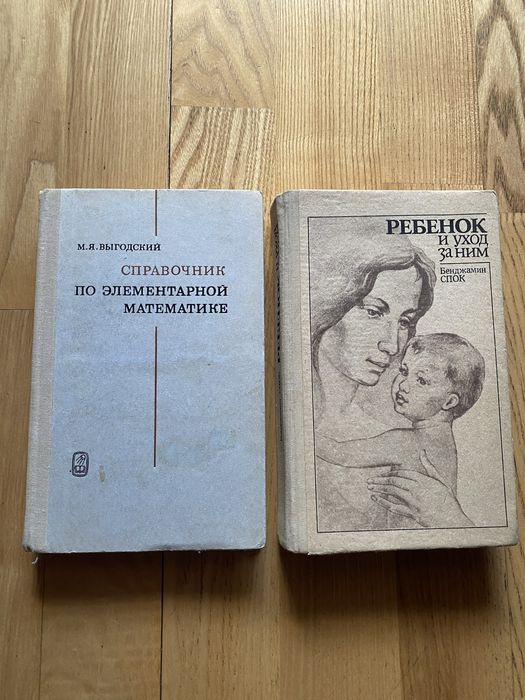 М.Я.ВЫГОДСКИЙ
СПРАВОЧНИК
ПО ЭЛЕМЕНТАРНОЙ
МАТЕМАТИКЕ
РЕБЕНОК
И УХОД
ЗА НИМ
Бенджамин
СПОК